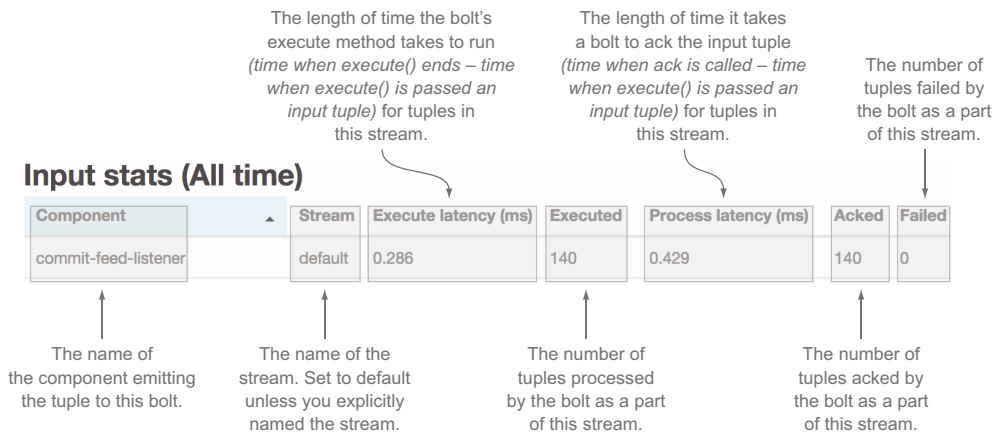 The length of time the bolt's
execute method takes to run
(time when execute() ends – time
when execute() is passed an
input tuple) for tuples in
this stream.
The length of time it takes
a bolt to ack the input tuple
(time when ack is called – time
when execute() is passed an
input tuple) for tuples in
this stream.
The number of
tuples failed by
the bolt as a part
of this stream.
Input stats (All time)
Component Stream Execute latency (ms) Executed Process latency (ms) Acked Failed
commit-feed-listener default 0.286 140 0.429 140 0
The name of
the component emitting
the tuple to this bolt.
The name of the
stream. Set to default
unless you explicitly
named the stream.
The number of
tuples processed
by the bolt as a part
of this stream.
The number of
tuples acked by
the bolt as a part
of this stream.